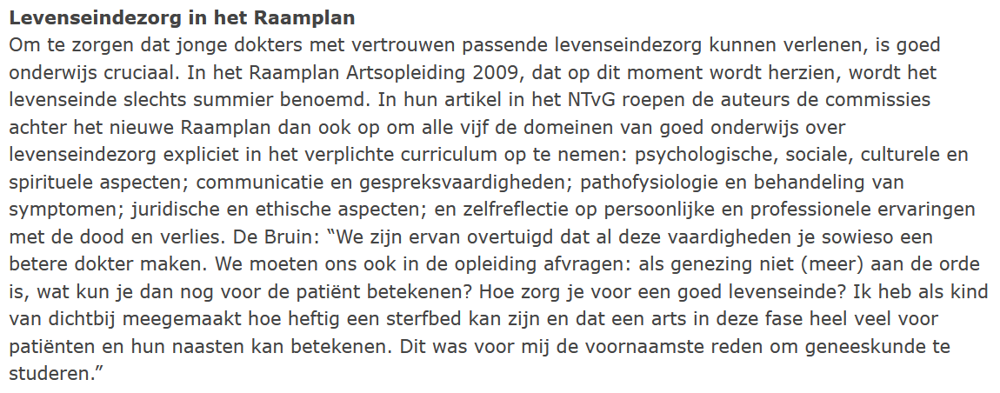 Levenseindezorg in het Raamplan
Om te zorgen dat jonge dokters met vertrouwen passende levenseindezorg kunnen verlenen, is goed
onderwijs cruciaal. In het Raamplan Artsopleiding 2009, dat op dit moment wordt herzien, wordt het
levenseinde slechts summier benoemd. In hun artikel in het NTvG roepen de auteurs de commissies
achter het nieuwe Raamplan dan ook op om alle vijf de domeinen van goed onderwijs over
levenseindezorg expliciet in het verplichte curriculum op te nemen: psychologische, sociale, culturele en
spirituele aspecten; communicatie en gespreksvaardigheden; pathofysiologie en behandeling van
symptomen; juridische en ethische aspecten; en zelfreflectie op persoonlijke en professionele ervaringen
met de dood en verlies. De Bruin: “We zijn ervan overtuigd dat al deze vaardigheden je sowieso een
betere dokter maken. We moeten ons ook in de opleiding afvragen: als genezing niet (meer) aan de orde
is, wat kun je dan nog voor de patiënt betekenen? Hoe zorg je voor een goed levenseinde? Ik heb als kind
van dichtbij meegemaakt hoe heftig een sterfbed kan zijn en dat een arts in deze fase heel veel voor
patiënten en hun naasten kan betekenen. Dit was voor mij de voornaamste reden om geneeskunde te
studeren.”